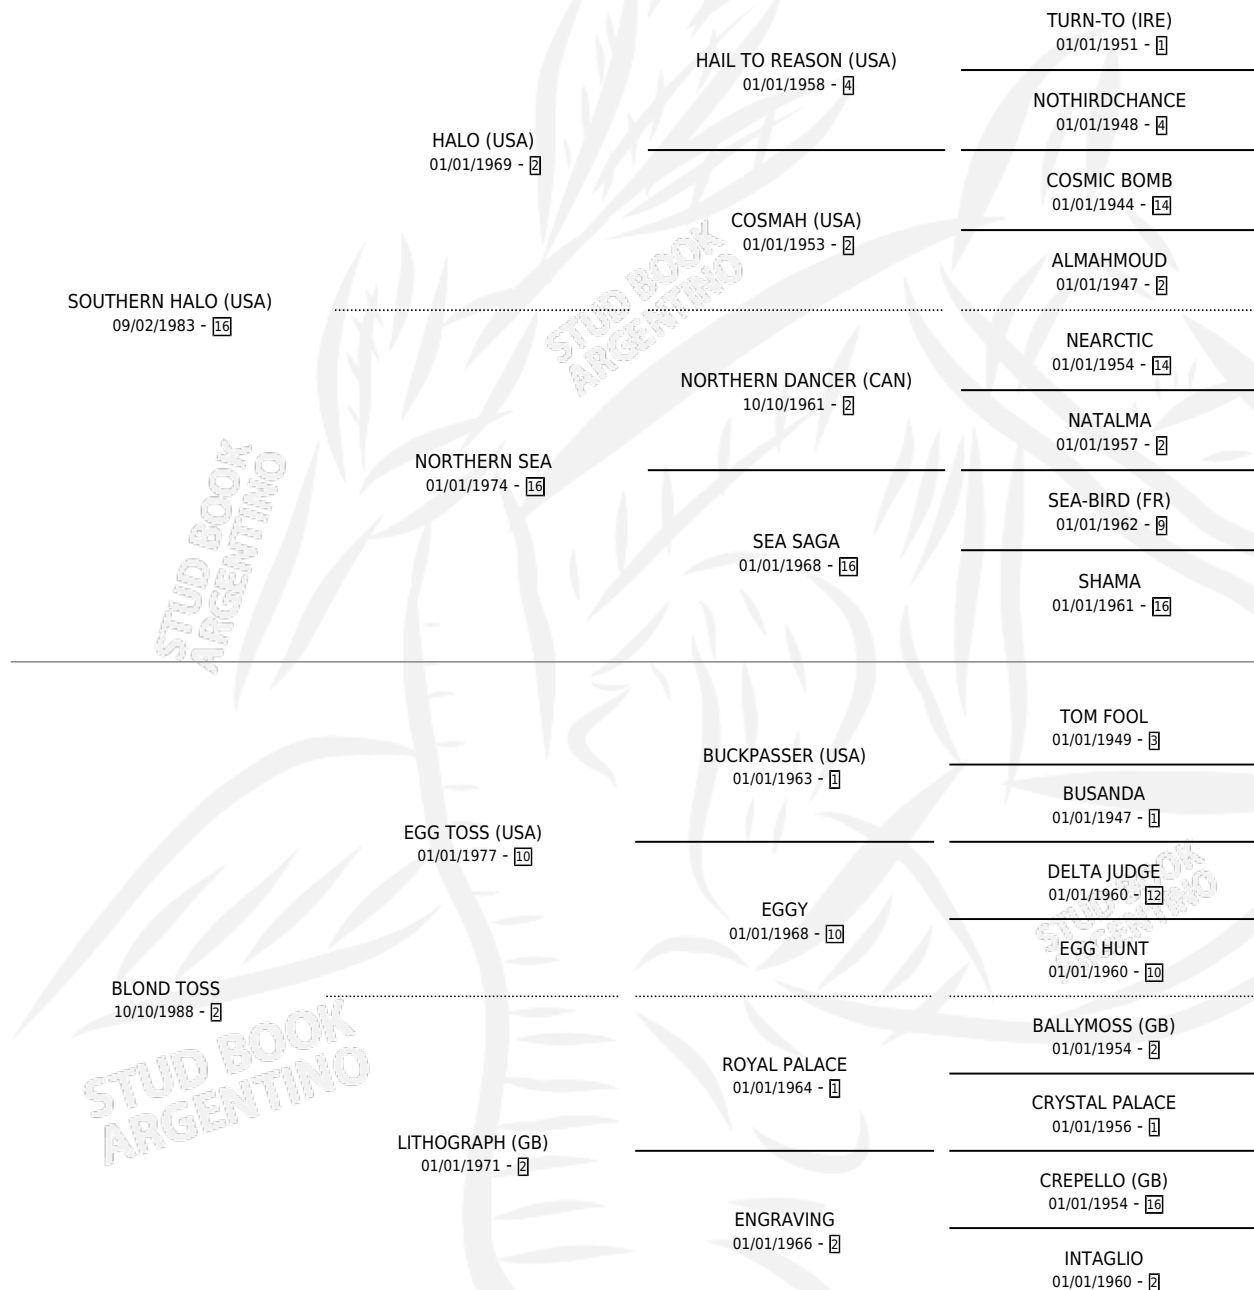 TURN-TO (IRE)
01/01/1951 - 1
HAIL TO REASON (USA)
01/01/1958 - 4
NOTHIRDCHANCE
01/01/1948 - 4
HALO (USA)
01/01/1969 - 2
COSMIC BOMB
01/01/1944 - 14
COSMAH (USA)
01/01/1953 - 2
ALMAHMOUD
01/01/1947 - 2
SOUTHERN HALO (USA)
09/02/1983 - 16
NEARCTIC
01/01/1954 - 14
NORTHERN DANCER (CAN)
10/10/1961 - 2
NATALMA
01/01/1957 - 2
NORTHERN SEA
01/01/1974 - 16
SEA-BIRD (FR)
01/01/1962 - 9
SEA SAGA
01/01/1968 - 16
SHAMA
01/01/1961 - 16
STUD BOOK
ARGENTINO
STUD BOOK
ARGENTINO
TOM FOOL
01/01/1949 - 3
BUCKPASSER (USA)
01/01/1963 - 1
BUSANDA
01/01/1947 - 1
EGG TOSS (USA)
01/01/1977 - 10
DELTA JUDGE
01/01/1960 - 12
EGGY
01/01/1968 - 10
EGG HUNT
01/01/1960 - 10
STUD BOOK
ARGENTINO
BLOND TOSS
10/10/1988 - 2
BALLYMOSS (GB)
01/01/1954 - 2
ROYAL PALACE
01/01/1964 - 1
CRYSTAL PALACE
01/01/1956 - 1
STUD BOOK
ARGENTINO
LITHOGRAPH (GB)
01/01/1971 - 2
CREPELLO (GB)
01/01/1954 - 16
ENGRAVING
01/01/1966 - 2
INTAGLIO
01/01/1960 - 2